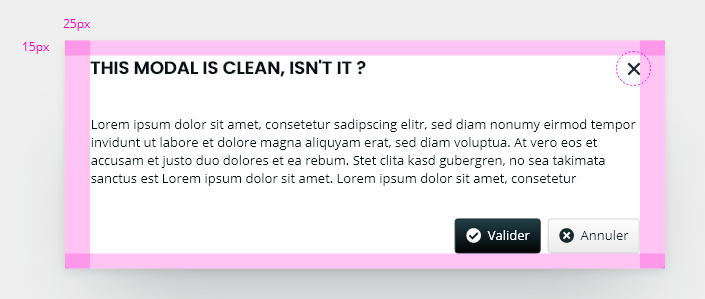 25px
15px
THIS MODAL IS CLEAN, ISN'T IT ?
Lorem ipsum dolor sit amet, consetetur sadipscing elitr, sed diam nonumy eirmod tempor
invidunt ut labore et dolore magna aliquyam erat, sed diam voluptua. At vero eos et
accusam et justo duo dolores et ea rebum. Stet clita kasd gubergren, no sea takimata
sanctus est Lorem ipsum dolor sit amet. Lorem ipsum dolor sit amet, consetetur
Valider Annuler